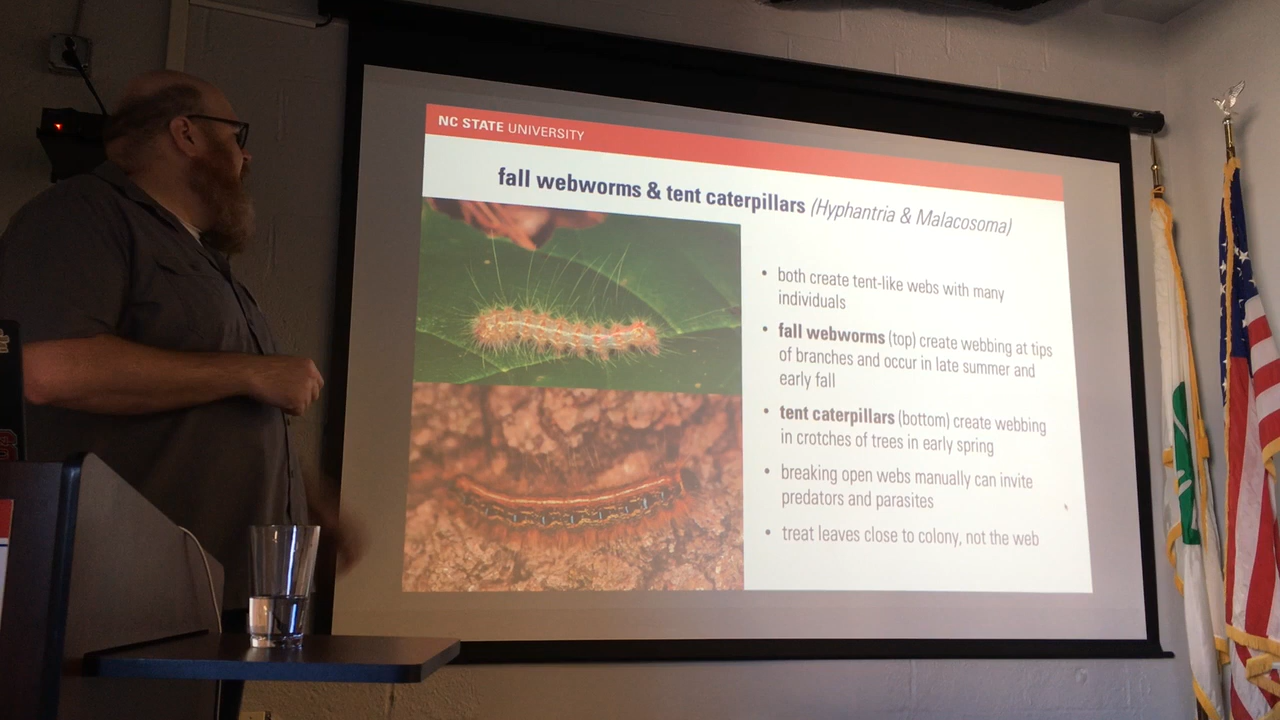 NC STATE UNIVERSITY
fall webworms & tent caterpillars (Hyphantria & Malacosoma)
• both create tent-like webs with many
individuals
• fall webworms (top) create webbing at tips
of branches and occur in late summer and
early fall
• tent caterpillars (bottom) create webbing
in crotches of trees in early spring
• breaking open webs manually can invite
predators and parasites
• treat leaves close to colony, not the web